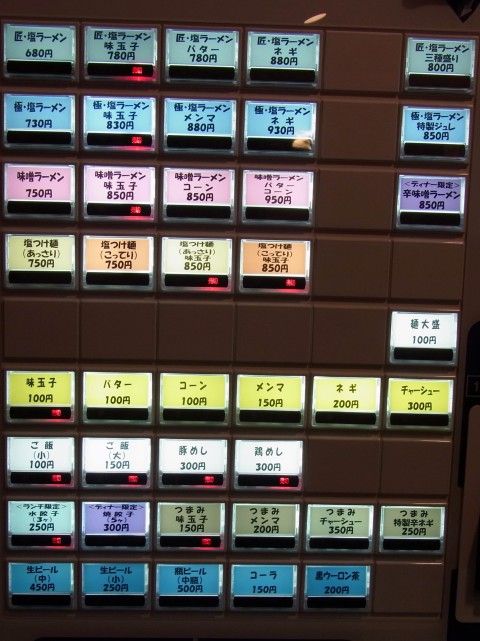 匠・塩ラーメン
680円
匠・塩ラーメン
味玉子
780円
匠・塩ラーメン
バター
780円
匠・塩ラーメン
ネギ
880円
匠・塩ラーメン
三種盛り
800円
極・塩ラーメン
730円
極・塩ラーメン
味玉子
830円
極・塩ラーメン
メンマ
880円
極・塩ラーメン
ネギ
930円
極・塩ラーメン
特製ジュレ
850円
味噌ラーメン
750円
味噌ラーメン
味玉子
850円
味噌ラーメン
コーン
850円
味噌ラーメン
バター
コーン
950円
<ディナー限定>
辛味噌ラーメン
850円
塩つけ麺
(あっさり)
750円
塩つけ麺
(こってり)
750円
塩つけ麺
(あっさり)
味玉子
850円
塩つけ麺
(こってり)
味玉子
850円
麺大盛
100円
味玉子
100円
バター
100円
コーン
100円
メンマ
150円
ネギ
200円
チャーシュー
300円
ご飯
(小)
100円
ご飯
(大)
150円
豚めし
300円
鶏めし
300円
<ランチ限定>
水餃子
(3ヶ)
250円
<ディナー限定>
焼餃子
(5ヶ)
300円
つまみ
味玉子
150円
つまみ
メンマ
200円
つまみ
チャーシュー
350円
つまみ
特製辛ネギ
250円
生ビール
(中)
450円
生ビール
(小)
250円
瓶ビール
(中瓶)
500円
コーラ
150円
黒ウーロン茶
200円